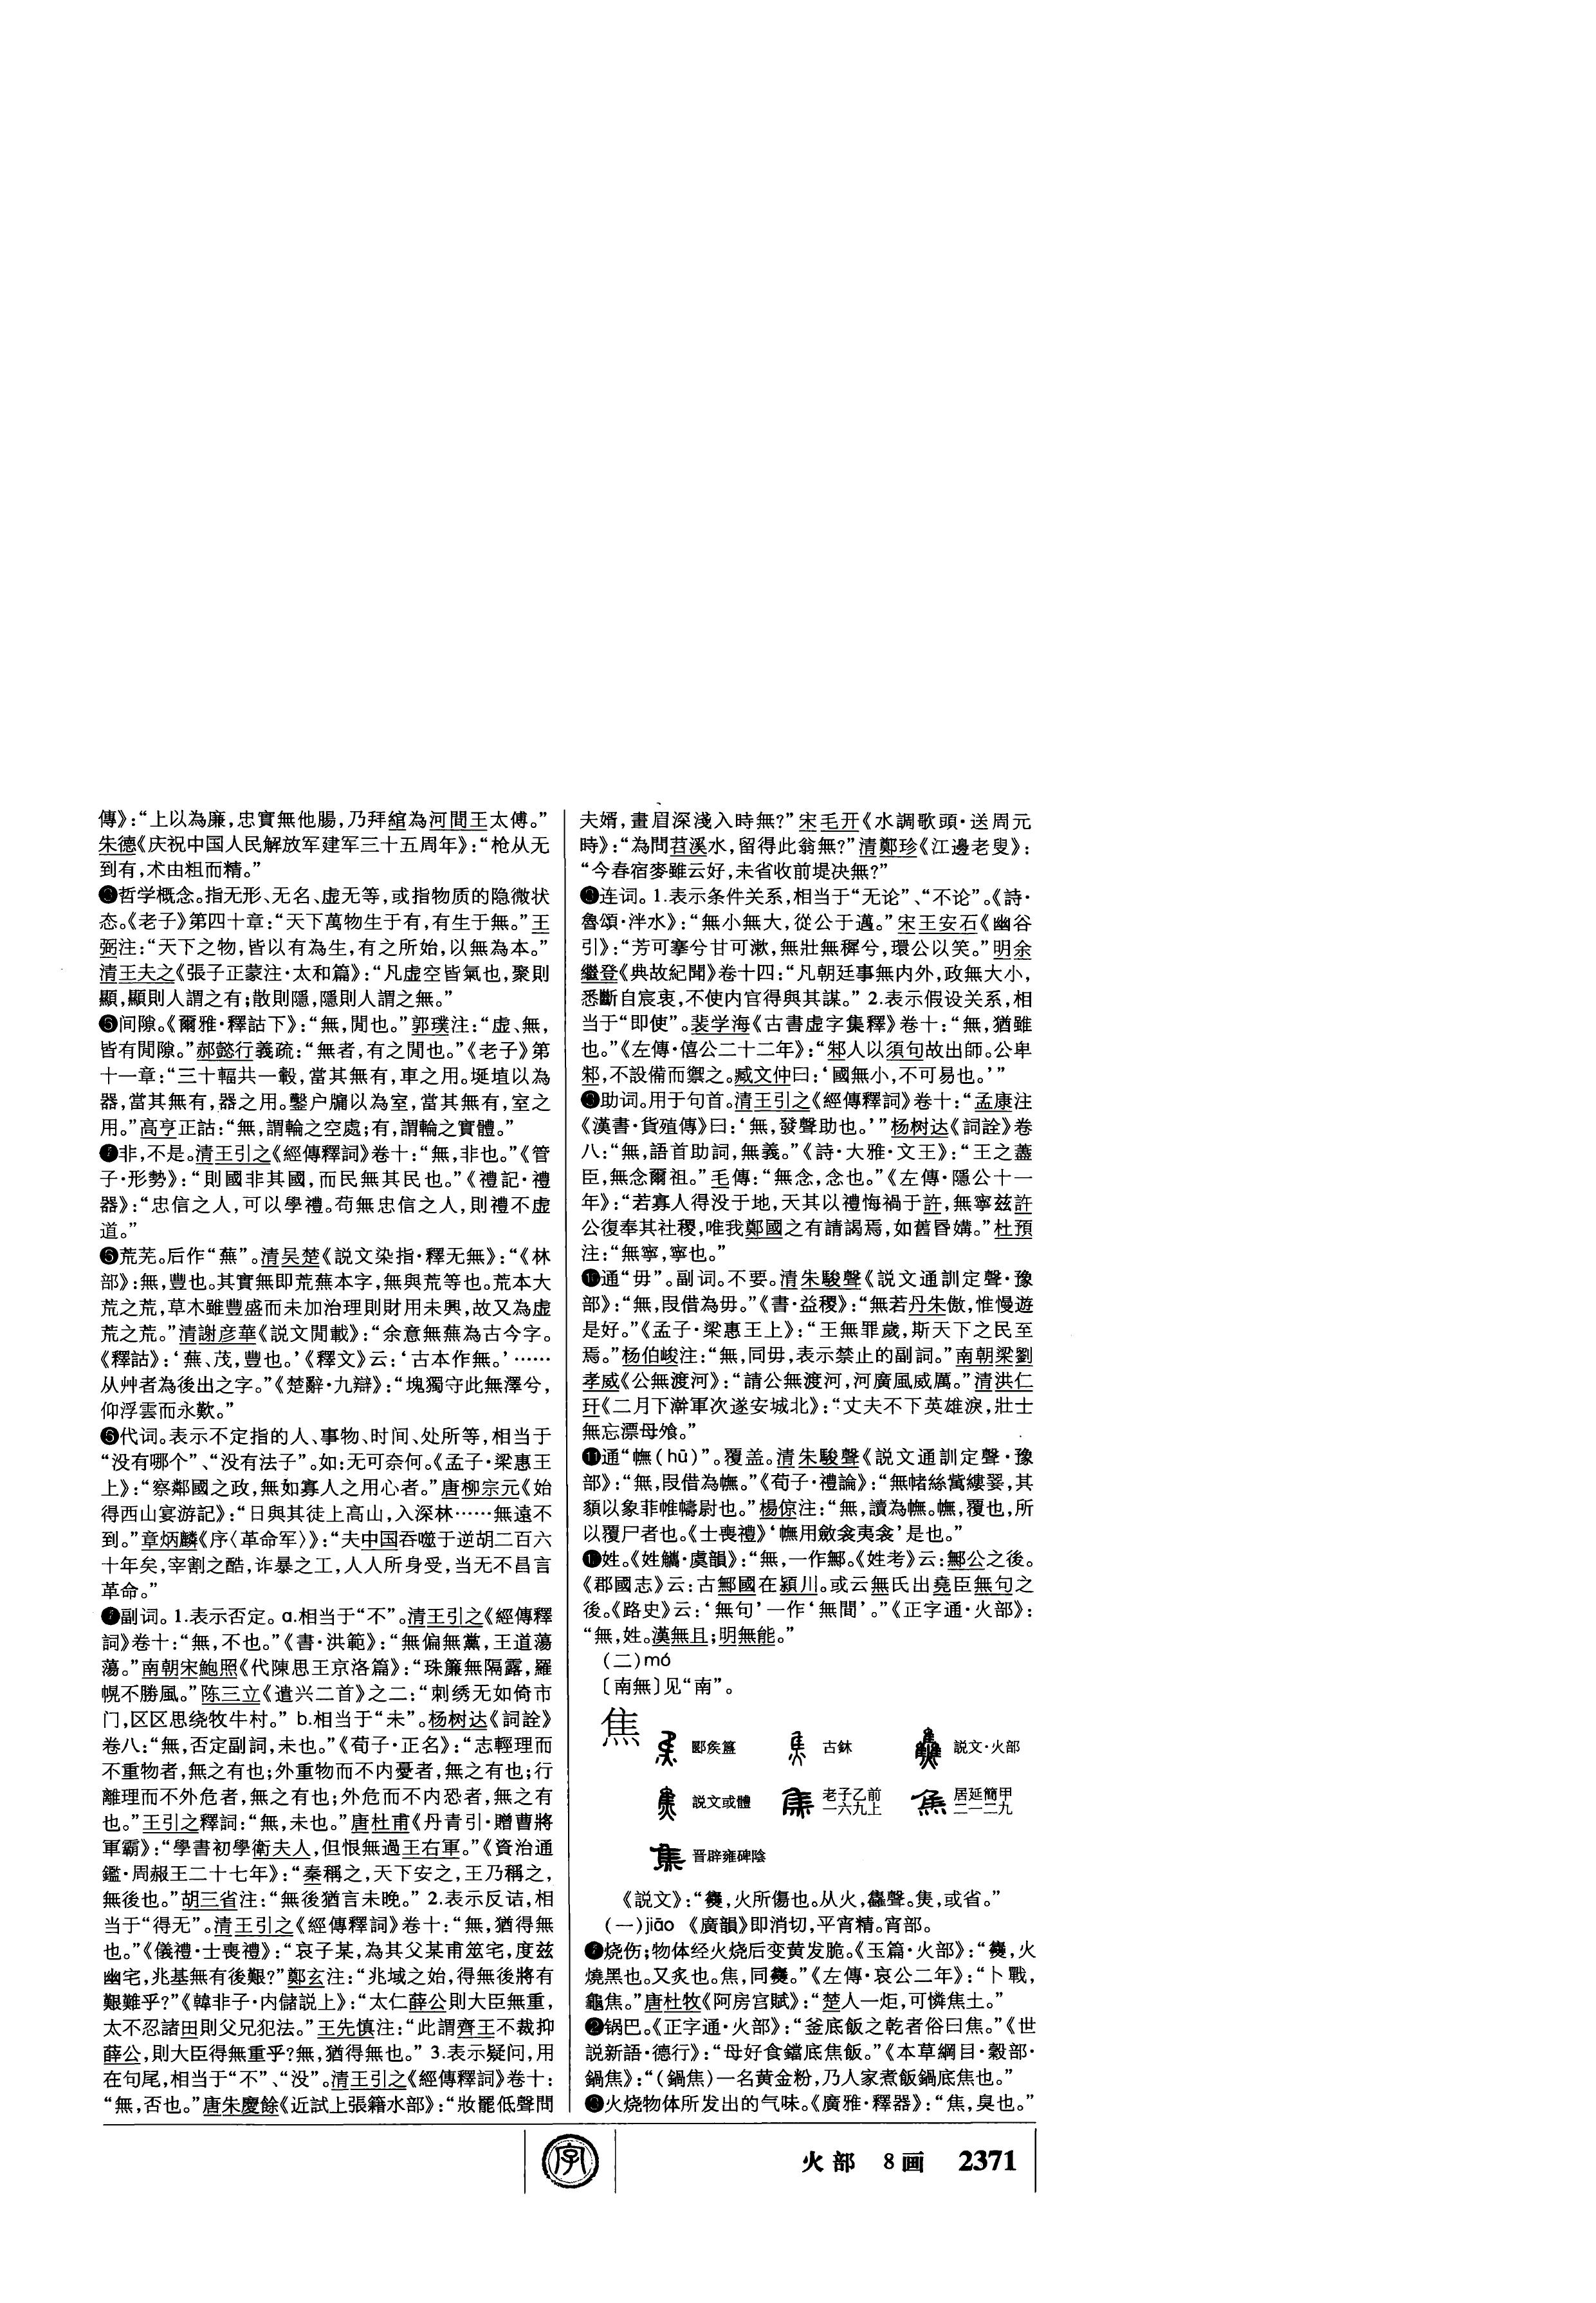 傳》：“上以為廉，忠實無他腸，乃拜綰為河間王太傅。”
朱德《庆祝中国人民解放军建军三十五周年》：“枪从无
到有，术由粗而精。”
哲学概念。指无形、无名、虚无等，或指物质的隐微状
态。《老子》第四十章：“天下萬物生于有，有生于無。”王
弼注：“天下之物，皆以有為生，有之所始，以無為本。”
清王夫之《張子正蒙注·太和篇》：“凡虚空皆氣也，聚則
顯，顯則人謂之有；散則隱，隱則人謂之無。”
间隙。《爾雅·釋詁下》：“無，閒也。”郭璞注：“虚、無，
皆有閒隙。”郝懿行義疏：“無者，有之閒也。”《老子》第
十一章：“三十輻共一轂，當其無有，車之用。埏埴以為
器，當其無有，器之用。鑿户牖以為室，當其無有，室之
用。”高亨正詁：“無，謂輪之空處；有，謂輪之實體。”
非，不是。清王引之《經傳釋詞》卷十：“無，非也。”《管
子·形勢》：“則國非其國，而民無其民也。”《禮記·禮
器》：“忠信之人，可以學禮。苟無忠信之人，則禮不虚
道。”
荒芜。后作“蕪”。清吴楚《説文染指·釋无無》：“《林
部》：無，豐也。其實無即荒蕪本字，無與荒等也。荒本大
荒之荒，草木雖豐盛而未加治理則財用未興，故又為虚
荒之荒。”清謝彦華《説文閒載》：“余意無蕪為古今字。
《釋詁》：‘蕪、茂，豐也。’《釋文》云：‘古本作無。’……
从艸者為後出之字。”《楚辭·九辯》：“塊獨守此無澤兮，
仰浮雲而永歎。”
代词。表示不定指的人、事物、时间、处所等，相当于
“没有哪个”、“没有法子”。如：无可奈何。《孟子·梁惠王
上》：“察鄰國之政，無如寡人之用心者。”唐柳宗元《始
得西山宴游記》：“日與其徒上高山，入深林……無遠不
到。”章炳麟《序〈革命军〉》：“夫中国吞噬于逆胡二百六
十年矣，宰割之酷，诈暴之工，人人所身受，当无不昌言
革命。”
副词。1.表示否定。a.相当于“不”。清王引之《經傳釋
詞》卷十：“無，不也。”《書·洪範》：“無偏無黨，王道蕩
蕩。”南朝宋鮑照《代陳思王京洛篇》：“珠簾無隔露，羅
幌不勝風。”陈三立《遣兴二首》之二：“刺绣无如倚市
门，区区思绕牧牛村。” b.相当于“未”。杨树达《詞詮》
卷八：“無，否定副詞，未也。”《荀子·正名》：“志輕理而
不重物者，無之有也；外重物而不内憂者，無之有也；行
離理而不外危者，無之有也；外危而不内恐者，無之有
也。”王引之釋詞：“無，未也。”唐杜甫《丹青引·贈曹將
軍霸》：“學書初學衛夫人，但恨無過王右軍。”《資治通
鑑·周赧王二十七年》：“秦稱之，天下安之，王乃稱之，
無後也。”胡三省注：“無後猶言未晚。” 2.表示反诘，相
当于“得无”。清王引之《經傳釋詞》卷十：“無，猶得無
也。”《儀禮·士喪禮》：“哀子某，為其父某甫筮宅，度兹
幽宅，兆基無有後艱？”鄭玄注：“兆域之始，得無後將有
艱難乎？”《韓非子·内儲説上》：“太仁薛公則大臣無重，
太不忍諸田則父兄犯法。”王先慎注：“此謂齊王不裁抑
薛公，則大臣得無重乎？無，猶得無也。” 3.表示疑问，用
在句尾，相当于“不”、“没”。清王引之《經傳釋詞》卷十：
“無，否也。”唐朱慶餘《近試上張籍水部》：“妝罷低聲問
夫婿，畫眉深淺入時無？”宋毛开《水調歌頭·送周元
時》：“為問苕溪水，留得此翁無？”清鄭珍《江邊老叟》：
“今春宿麥雖云好，未省收前堤决無？”
连词。1.表示条件关系，相当于“无论”、“不论”。《詩·
魯頌·泮水》：“無小無大，從公于邁。”宋王安石《幽谷
引》：“芳可搴兮甘可漱，無壯無穉兮，環公以笑。”明余
繼登《典故紀聞》卷十四：“凡朝廷事無内外，政無大小，
悉斷自宸衷，不使内官得與其謀。” 2.表示假设关系，相
当于“即使”。裴学海《古書虚字集釋》卷十：“無，猶雖
也。”《左傳·僖公二十二年》：“邾人以須句故出師。公卑
邾，不設備而禦之。臧文仲曰：‘國無小，不可易也。’”
助词。用于句首。清王引之《經傳釋詞》卷十：“孟康注
《漢書·貨殖傳》曰：‘無，發聲助也。’”杨树达《詞詮》卷
八：“無，語首助詞，無義。”《詩·大雅·文王》：“王之藎
臣，無念爾祖。”毛傳：“無念，念也。”《左傳·隱公十一
年》：“若寡人得没于地，天其以禮悔禍于許，無寧兹許
公復奉其社稷，唯我鄭國之有請謁焉，如舊昏媾。”杜預
注：“無寧，寧也。”
通“毋”。副词。不要。清朱駿聲《説文通訓定聲·豫
部》：“無，叚借為毋。”《書·益稷》：“無若丹朱傲，惟慢遊
是好。”《孟子·梁惠王上》：“王無罪歲，斯天下之民至
焉。”杨伯峻注：“無，同毋，表示禁止的副詞。”南朝梁劉
孝威《公無渡河》：“請公無渡河，河廣風威厲。”清洪仁
玕《二月下澣軍次遂安城北》：“丈夫不下英雄淚，壯士
無忘漂母飧。”
⓫通“幠（hū）”。覆盖。清朱駿聲《説文通訓定聲·豫
部》：“無，叚借為幠。”《荀子·禮論》：“無帾絲歶縷翣，其
䫉以象菲帷幬尉也。”楊倞注：“無，讀為幠。幠，覆也，所
以覆尸者也。《士喪禮》‘幠用斂衾夷衾’是也。”
姓。《姓觿·虞韻》：“無，一作鄦。《姓考》云：鄦公之後。
《郡國志》云：古鄦國在潁川。或云無氏出堯臣無句之
後。《路史》云：‘無句’一作‘無間’。”《正字通·火部》：
“無，姓。漢無且；明無能。”
（二）mó
〔南無〕见“南”。
焦
郾矦簋 古鉨 説文·火部
説文或體 老子乙前一六九上 居延簡甲二一二九
晋辟雍碑陰
《説文》：“㸈，火所傷也。从火，雥聲。焦，或省。”
（一）jiāo 《廣韻》即消切，平宵精。宵部。
烧伤；物体经火烧后变黄发脆。《玉篇·火部》：“㸈，火
燒黑也。又炙也。焦，同㸈。”《左傳·哀公二年》：“卜戰，
龜焦。”唐杜牧《阿房宫賦》：“楚人一炬，可憐焦土。”
❷锅巴。《正字通·火部》：“釜底飯之乾者俗曰焦。”《世
説新語·德行》：“母好食鐺底焦飯。”《本草綱目·穀部·
鍋焦》：“（鍋焦）一名黄金粉，乃人家煮飯鍋底焦也。”
❸火烧物体所发出的气味。《廣雅·釋器》：“焦，臭也。”
字
火部 8画 2371